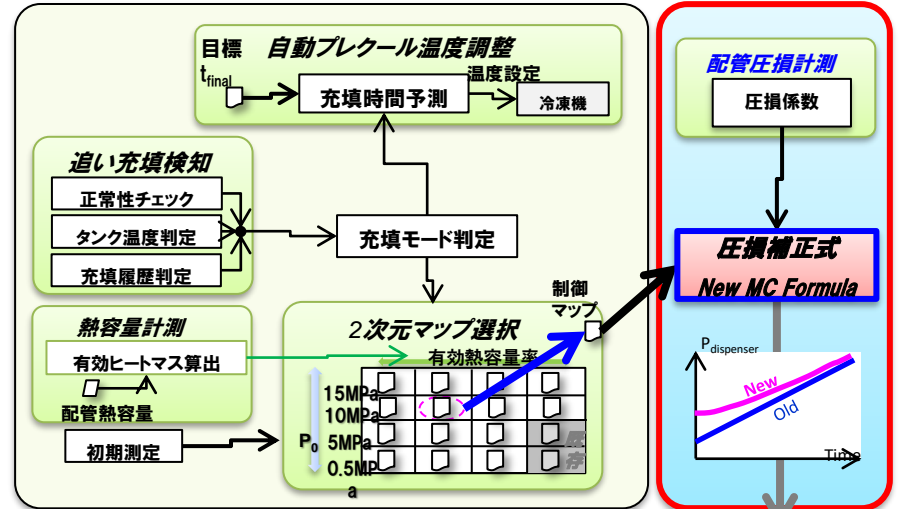 目標
t_final
自動プレクール温度調整
充填時間予測
温度設定
冷凍機
追い充填検知
正常性チェック
タンク温度判定
充填履歴判定
充填モード判定
熱容量計測
有効ヒートマス算出
配管熱容量
初期測定
2次元マップ選択
有効熱容量率
P0
15MPa
10MPa
5MPa
0.5MP
a
既
存
制御
マップ
配管圧損計測
圧損係数
圧損補正式
New MC Formula
Pdispenser
New
Old
Time